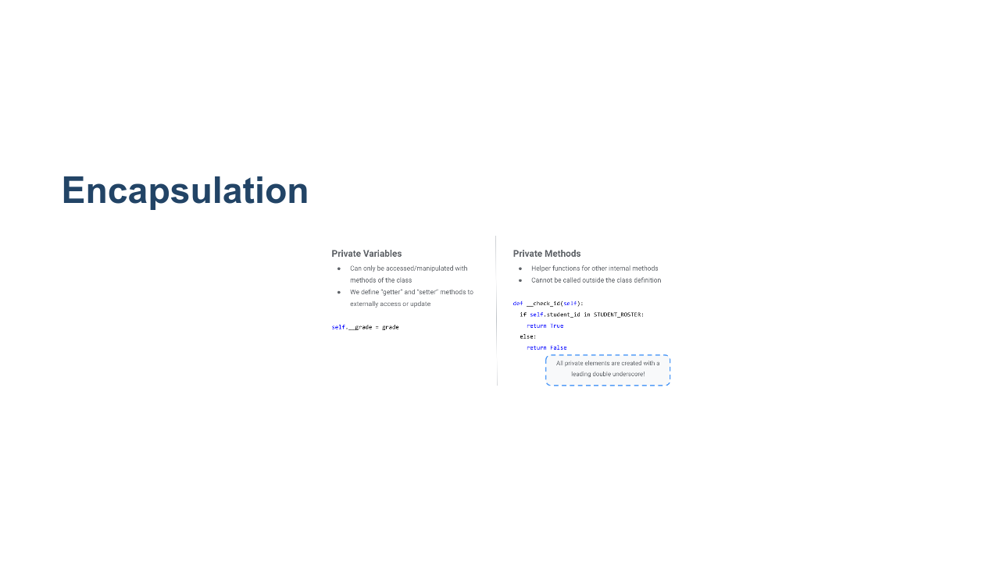 Encapsulation
Private Variables
● Can only be accessed/manipulated with
methods of the class
● We define "getter" and "setter" methods to
externally access or update
self.__grade = grade
Private Methods
● Helper functions for other internal methods
● Cannot be called outside the class definition
def __check_id(self):
  if self.student_id in STUDENT_ROSTER:
    return True
  else:
    return False
All private elements are created with a
leading double underscore!